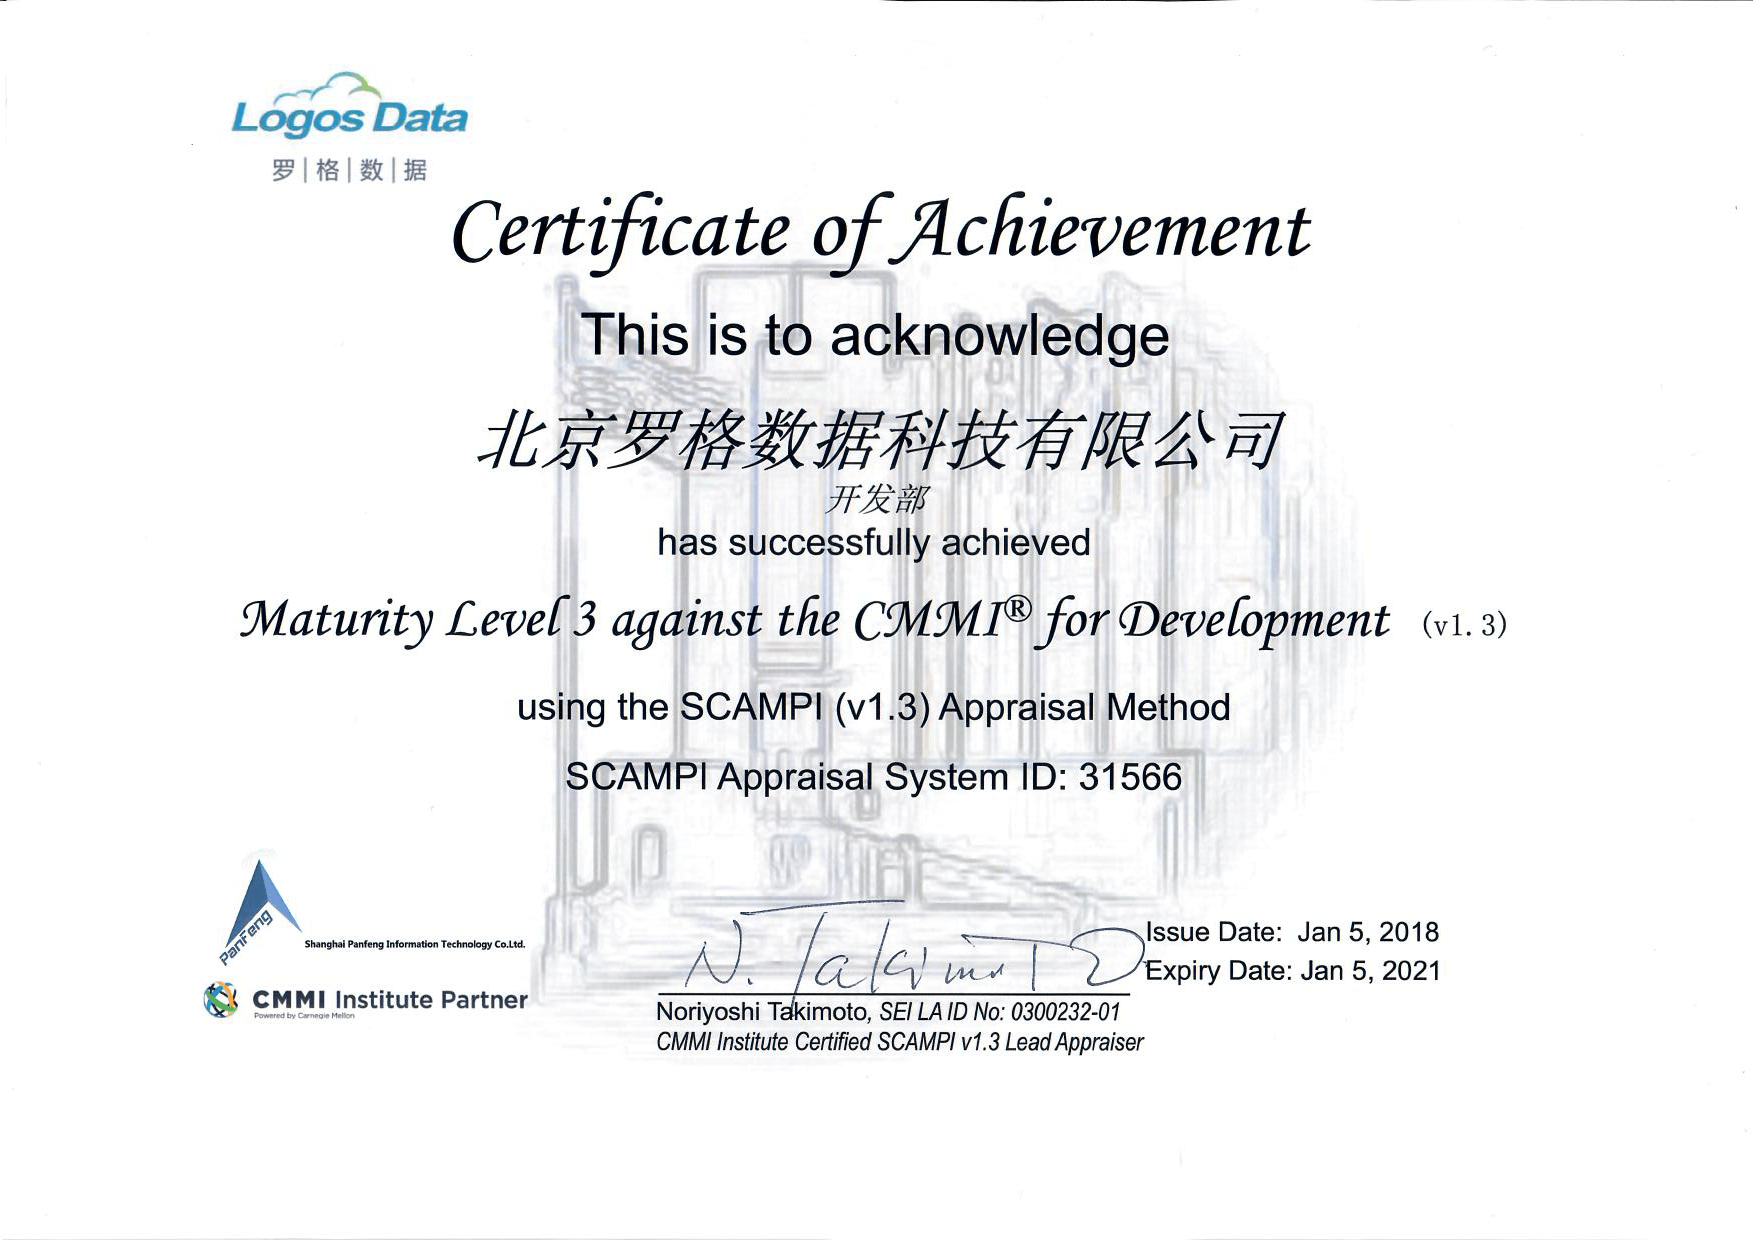 Logos Data
罗|格|数|据
Certificate of Achievement
This is to acknowledge
北京罗格数据科技有限公司
开发部
has successfully achieved
Maturity Level 3 against the CMMI® for Development (v1.3)
using the SCAMPI (v1.3) Appraisal Method
SCAMPI Appraisal System ID: 31566
Panfeng
Shanghai Panfeng Information Technology Co.Ltd.
CMMI Institute Partner
Powered by Carnegie Mellon
N. Takimoto
Noriyoshi Takimoto, SEI LA ID No: 0300232-01
CMMI Institute Certified SCAMPI v1.3 Lead Appraiser
Issue Date: Jan 5, 2018
Expiry Date: Jan 5, 2021